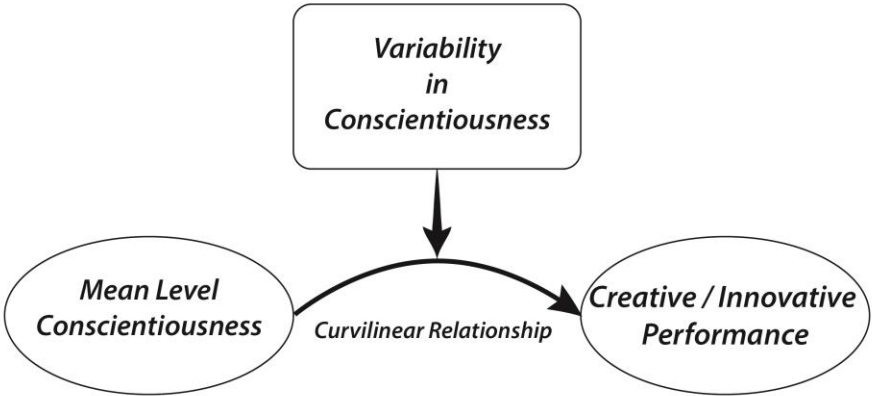 Variability
in
Conscientiousness
Mean Level
Conscientiousness
Curvilinear Relationship
Creative / Innovative
Performance